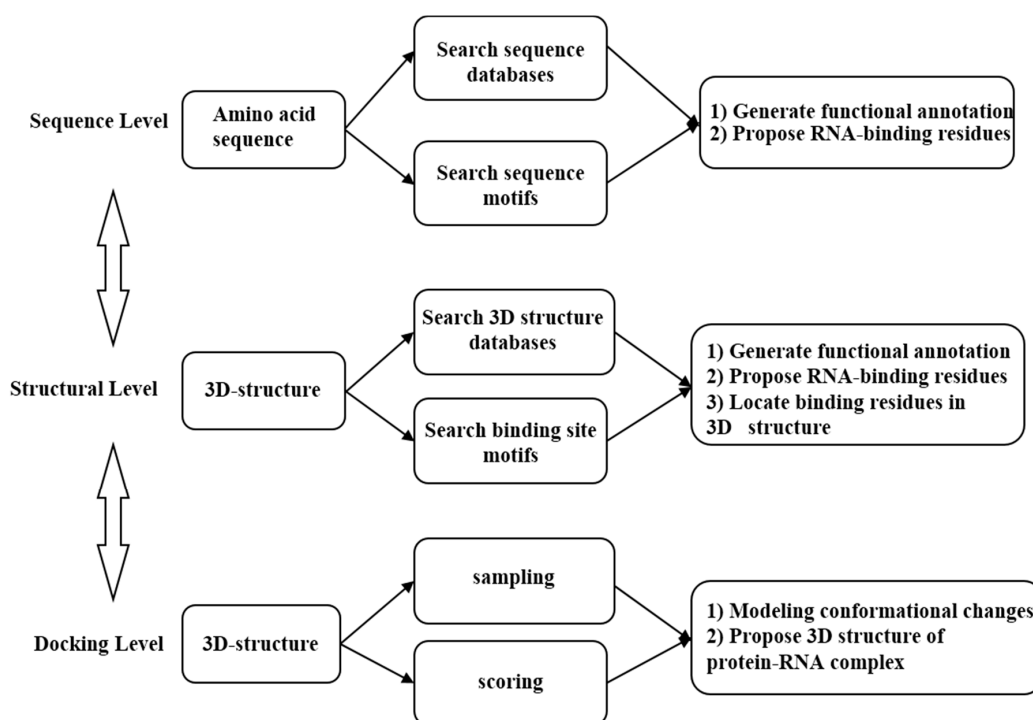 Sequence Level
Amino acid
sequence
Search sequence
databases
Search sequence
motifs
1) Generate functional annotation
2) Propose RNA-binding residues
Structural Level
3D-structure
Search 3D structure
databases
Search binding site
motifs
1) Generate functional annotation
2) Propose RNA-binding residues
3) Locate binding residues in
3D structure
Docking Level
3D-structure
sampling
scoring
1) Modeling conformational changes
2) Propose 3D structure of
protein-RNA complex